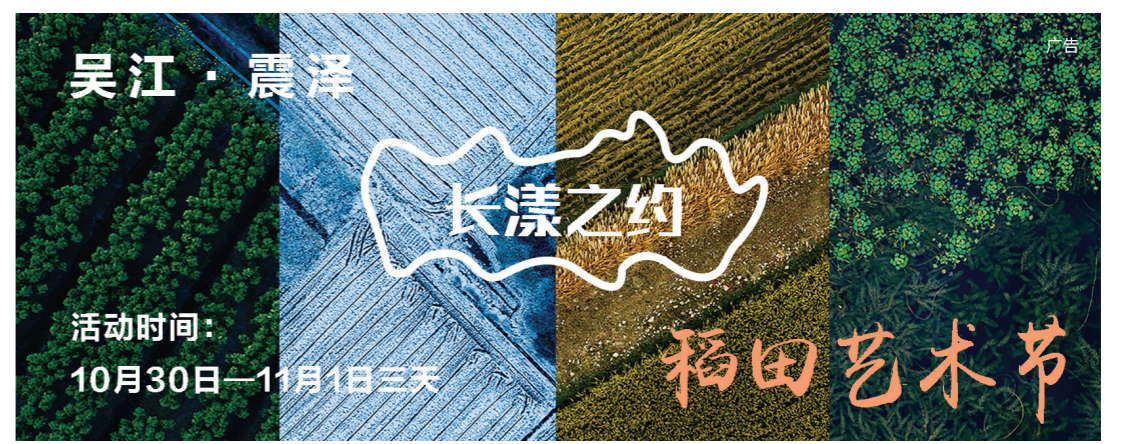 吴江·震泽
广告
长漾之约
活动时间：
10月30日—11月1日三天
稻田艺术节